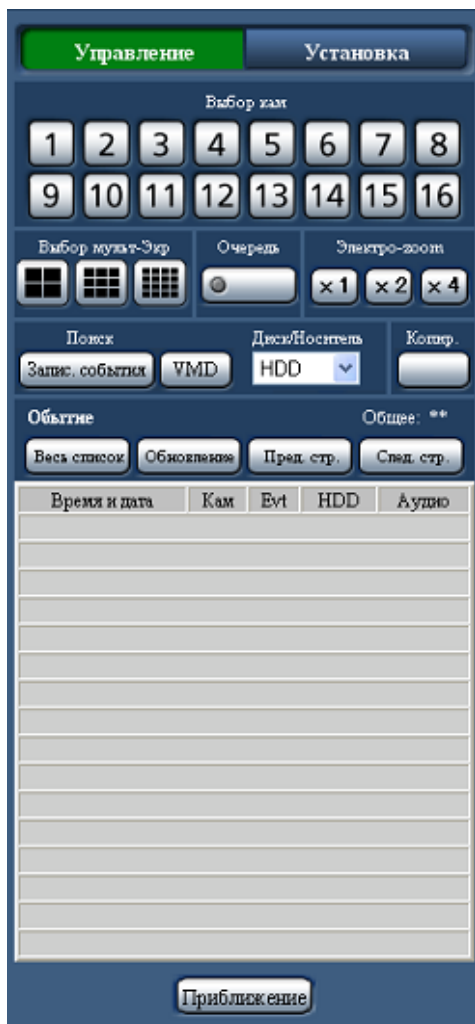 Управление Установка
Выбор кам
1 2 3 4 5 6 7 8
9 10 11 12 13 14 15 16
Выбор мульт-Экр Очередь Электро-zoom
×1 ×2 ×4
Поиск Диск/Носитель Копир.
Запис. события VMD HDD
Обытие Общее: **
Весь список Обновление Пред. стр. След. стр.
Время и дата Кам Evt HDD Аудио
Приближение